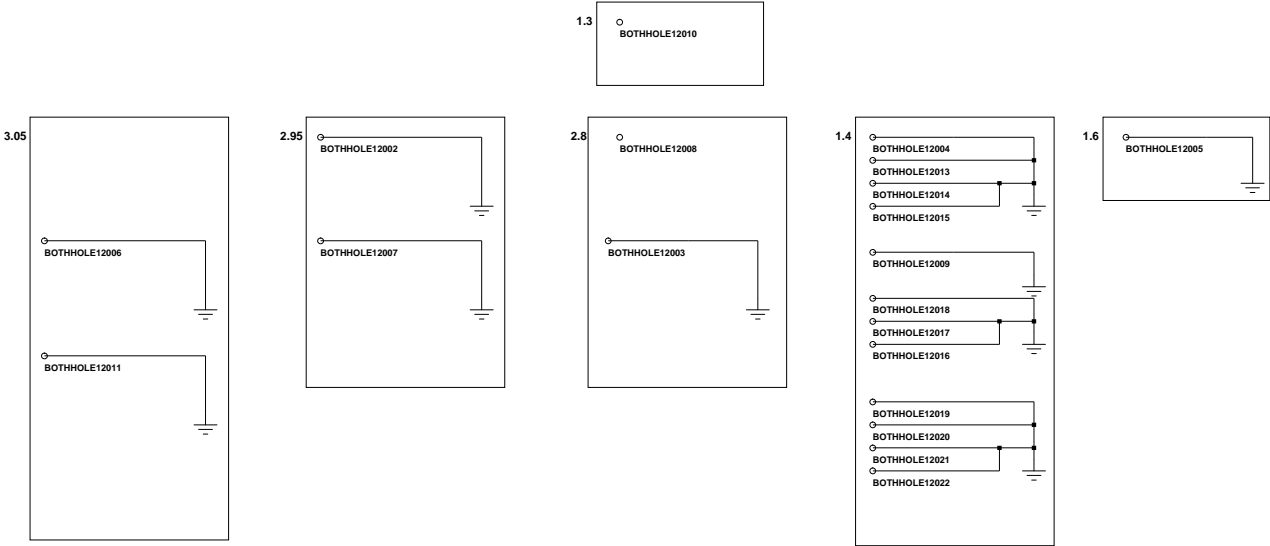 1.3
BOTHHOLE12010
3.05
BOTHHOLE12006
BOTHHOLE12011
2.95
BOTHHOLE12002
BOTHHOLE12007
2.8
BOTHHOLE12008
BOTHHOLE12003
1.4
BOTHHOLE12004
BOTHHOLE12013
BOTHHOLE12014
BOTHHOLE12015
BOTHHOLE12009
BOTHHOLE12018
BOTHHOLE12017
BOTHHOLE12016
BOTHHOLE12019
BOTHHOLE12020
BOTHHOLE12021
BOTHHOLE12022
1.6
BOTHHOLE12005